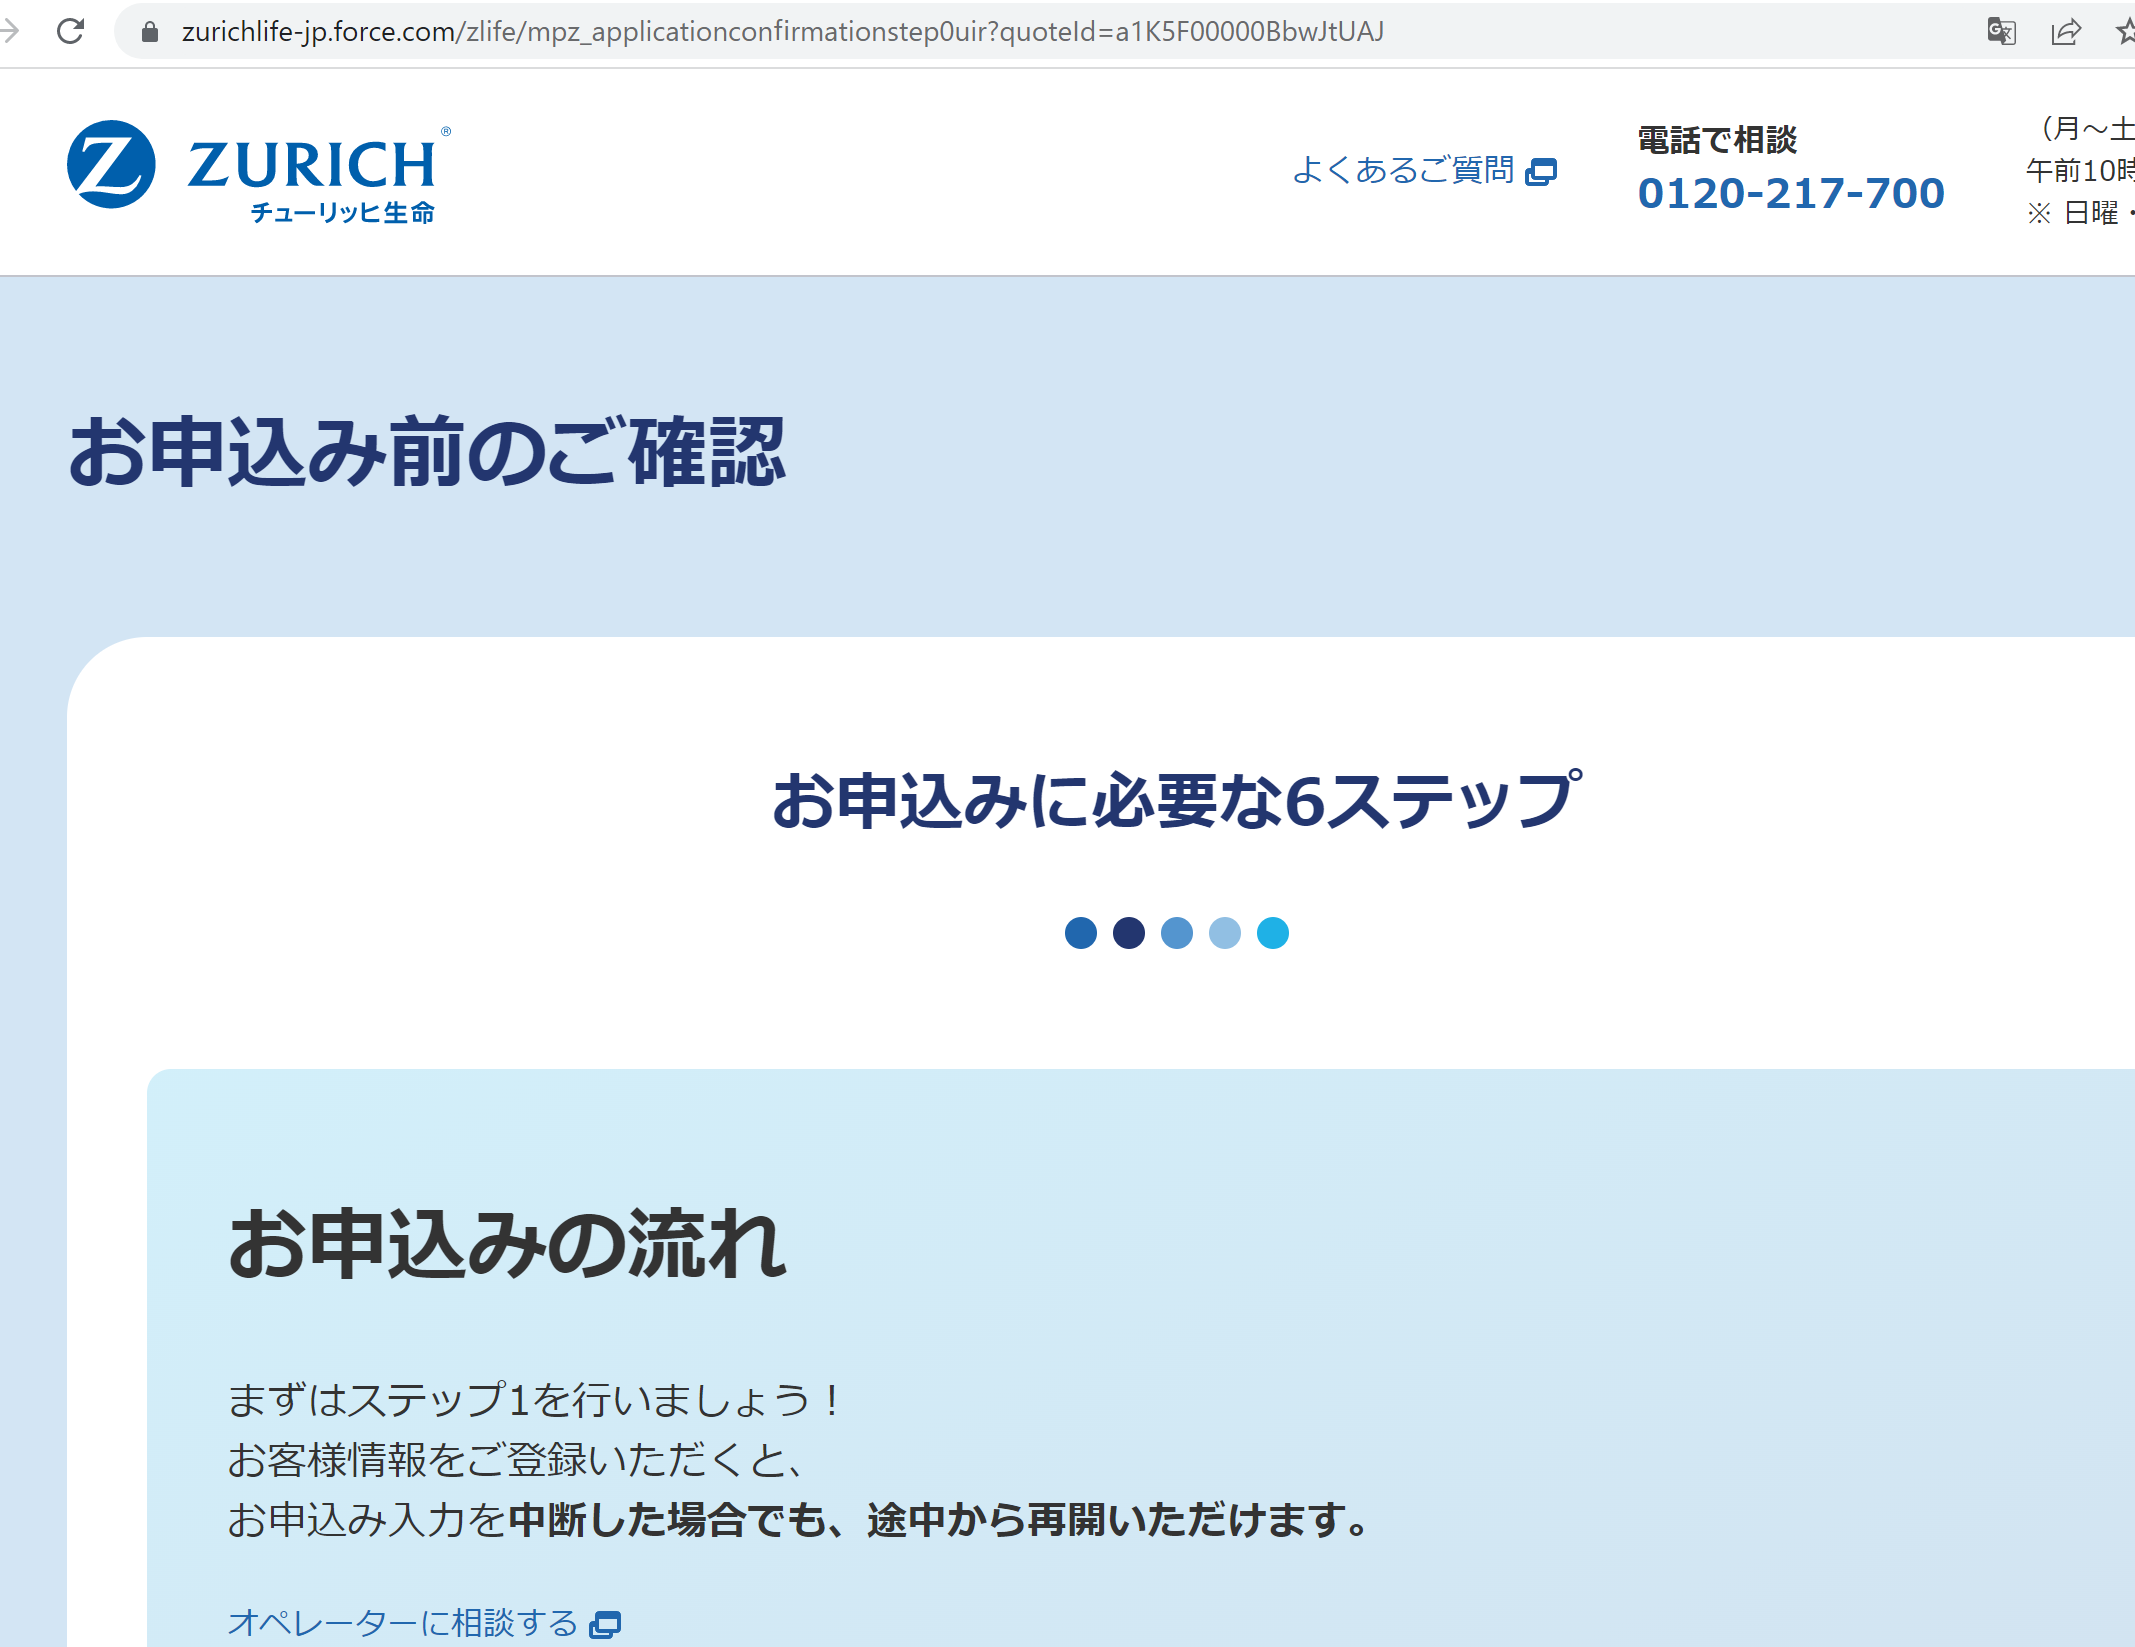 zurichlife-jp.force.com/zlife/mpz_applicationconfirmationstep0uir?quoteId=a1K5F00000BbwJtUAJ
Z ZURICH®
チューリッヒ生命
よくあるご質問
電話で相談
0120-217-700
（月～土
午前10時
※ 日曜・
お申込み前のご確認
お申込みに必要な6ステップ
お申込みの流れ
まずはステップ1を行いましょう！
お客様情報をご登録いただくと、
お申込み入力を中断した場合でも、途中から再開いただけます。
オペレーターに相談する